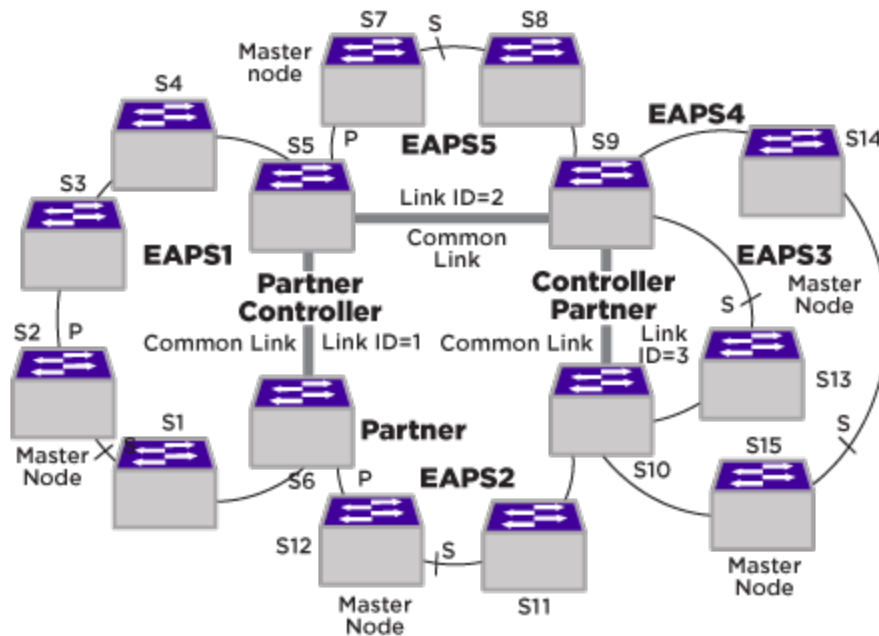 S7
S
S8
Master
node
S4
P
EAPS5
S9
EAPS4
S14
S3
S5
Link ID=2
Common
Link
EAPS1
EAPS3
Master
Node
Partner
Controller
Controller
Partner
S
S2
P
Common Link
Link ID=1
Common Link
Link
ID=3
S13
S1
S
Partner
S
S15
Master
Node
S6
P
EAPS2
S10
S12
S
Master
Node
S11
Master
Node